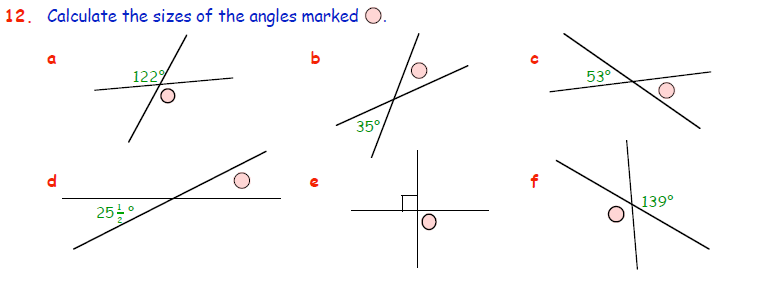 12. Calculate the sizes of the angles marked ○.
a b c
122° 35° 53°
d e f
25½° 139°